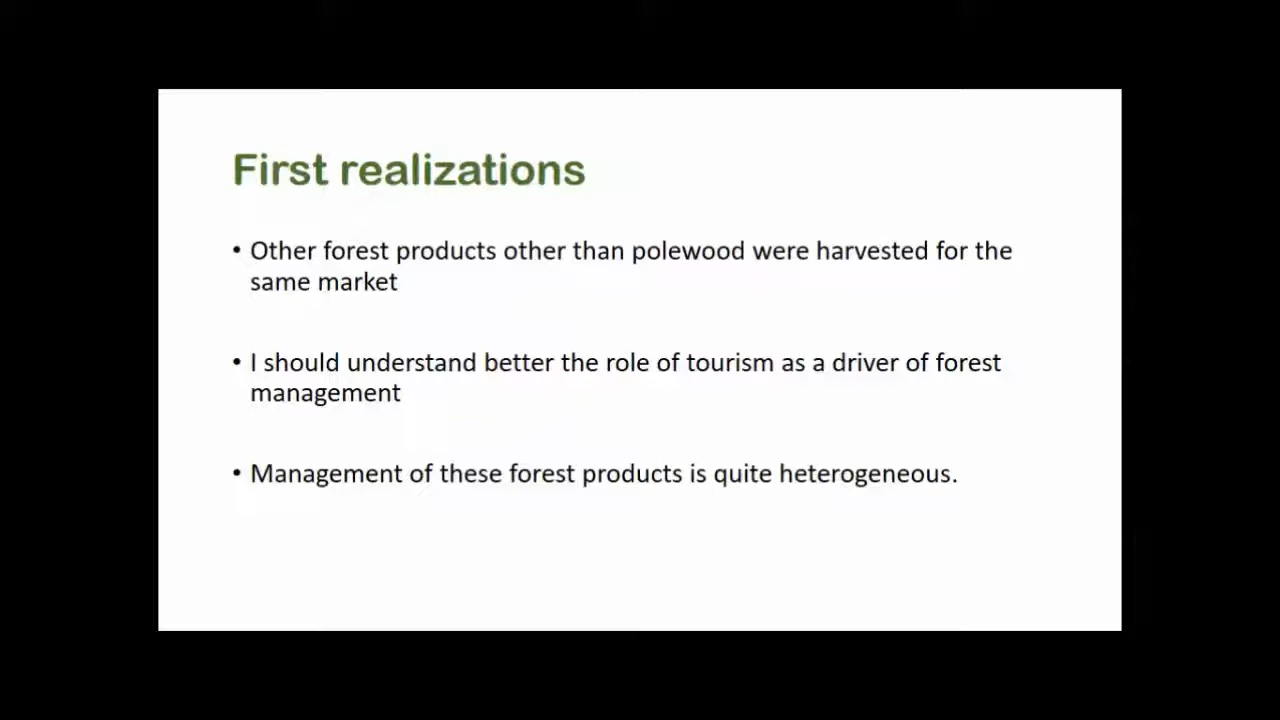 First realizations
• Other forest products other than polewood were harvested for the
same market
• I should understand better the role of tourism as a driver of forest
management
• Management of these forest products is quite heterogeneous.